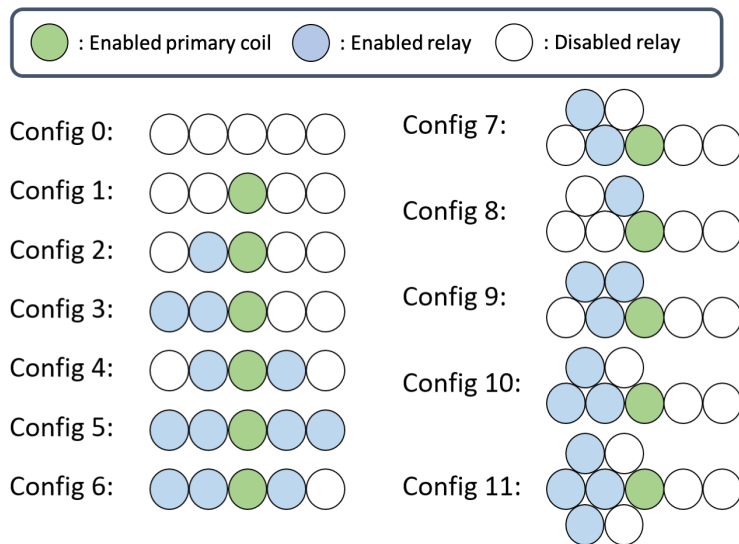 : Enabled primary coil : Enabled relay : Disabled relay
Config 0:
Config 1:
Config 2:
Config 3:
Config 4:
Config 5:
Config 6:
Config 7:
Config 8:
Config 9:
Config 10:
Config 11: